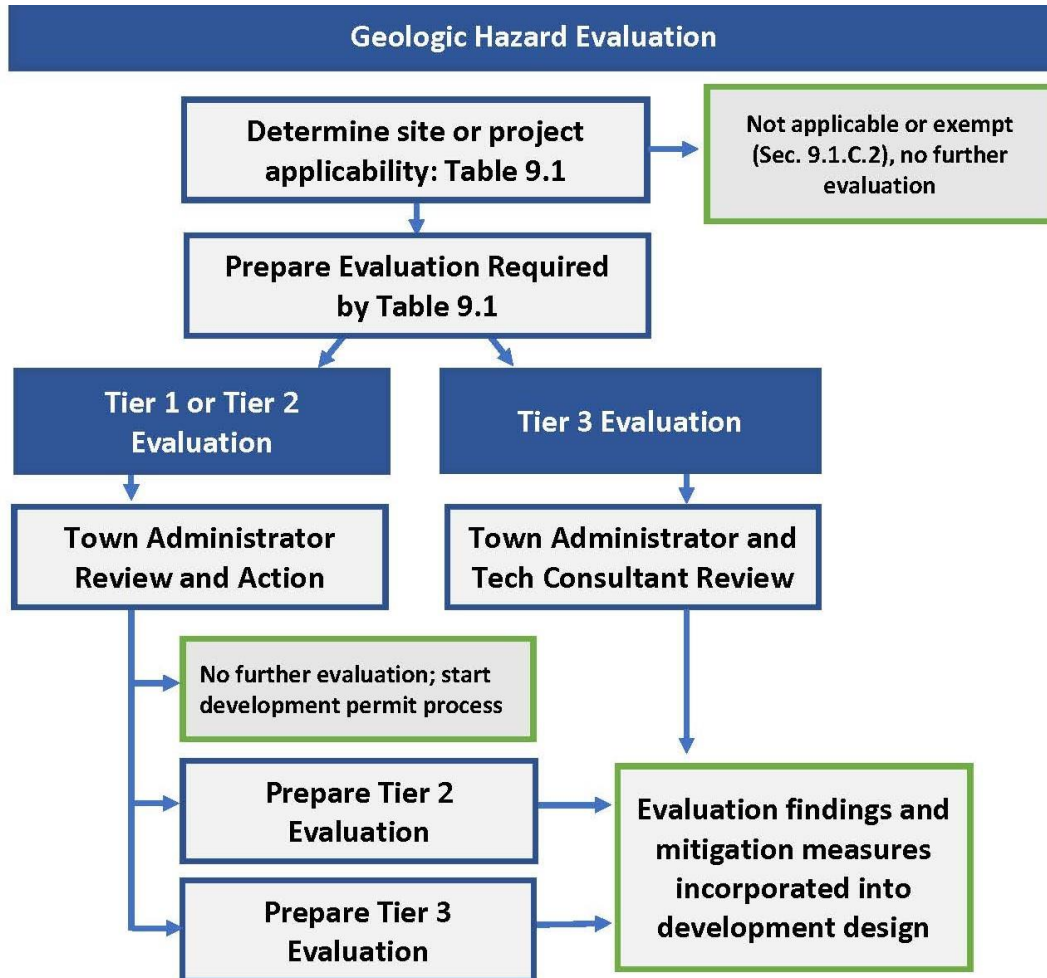 Geologic Hazard Evaluation
Determine site or project
applicability: Table 9.1
Not applicable or exempt
(Sec. 9.1.C.2), no further
evaluation
Prepare Evaluation Required
by Table 9.1
Tier 1 or Tier 2
Evaluation
Tier 3 Evaluation
Town Administrator
Review and Action
Town Administrator and
Tech Consultant Review
No further evaluation; start
development permit process
Prepare Tier 2
Evaluation
Evaluation findings and
mitigation measures
incorporated into
development design
Prepare Tier 3
Evaluation